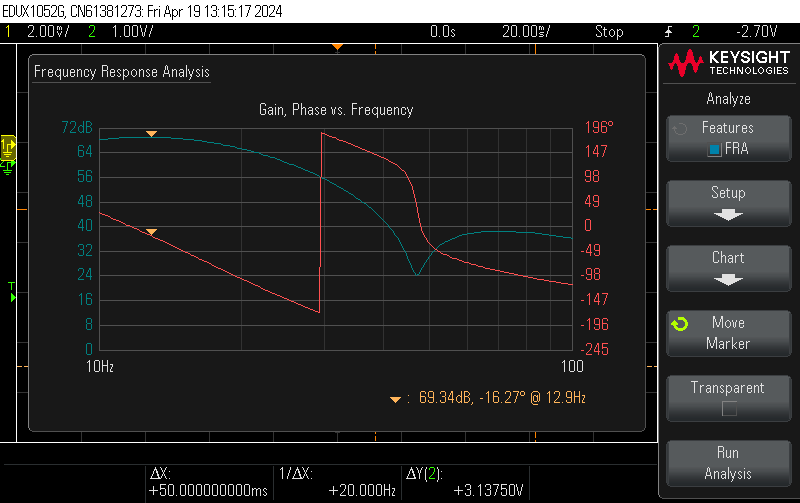 EDUX1052G, CN61381273: Fri Apr 19 13:15:17 2024
1 2.00V/ 2 1.00V/ 0.0s 20.00ms/ Stop 2 -2.70V
KEYSIGHT
TECHNOLOGIES
Frequency Response Analysis
Analyze
Gain, Phase vs. Frequency
Features
FRA
72dB 196°
64 147
56 98
48 49
40 0
32 -49
24 -98
16 -147
8 -196
0 -245
10Hz 100
Setup
Chart
Move
Marker
Transparent
: 69.34dB, -16.27° @ 12.9Hz
Run
Analysis
ΔX: 1/ΔX: ΔY(2):
+50.000000000ms +20.000Hz +3.13750V